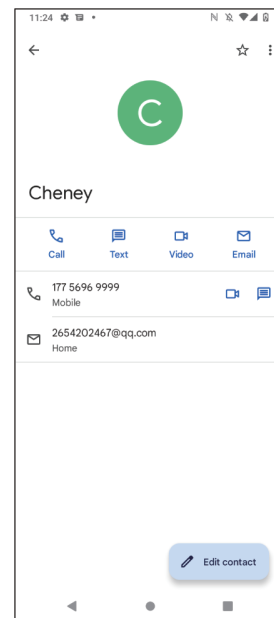 11:24
C
Cheney
Call Text Video Email
177 5696 9999
Mobile
2654202467@qq.com
Home
Edit contact